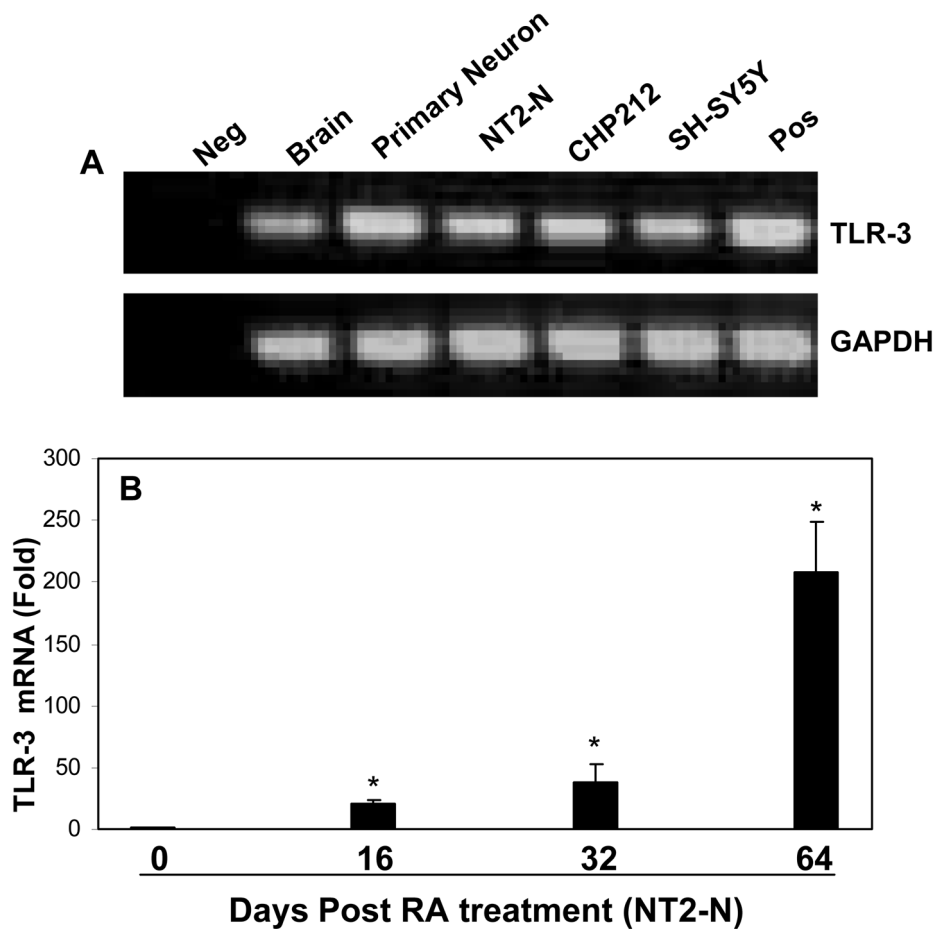 A
Neg
Brain
Primary Neuron
NT2-N
CHP212
SH-SY5Y
Pos
TLR-3
GAPDH
B
TLR-3 mRNA (Fold)
300
250
200
150
100
50
0
*
*
*
0 16 32 64
Days Post RA treatment (NT2-N)